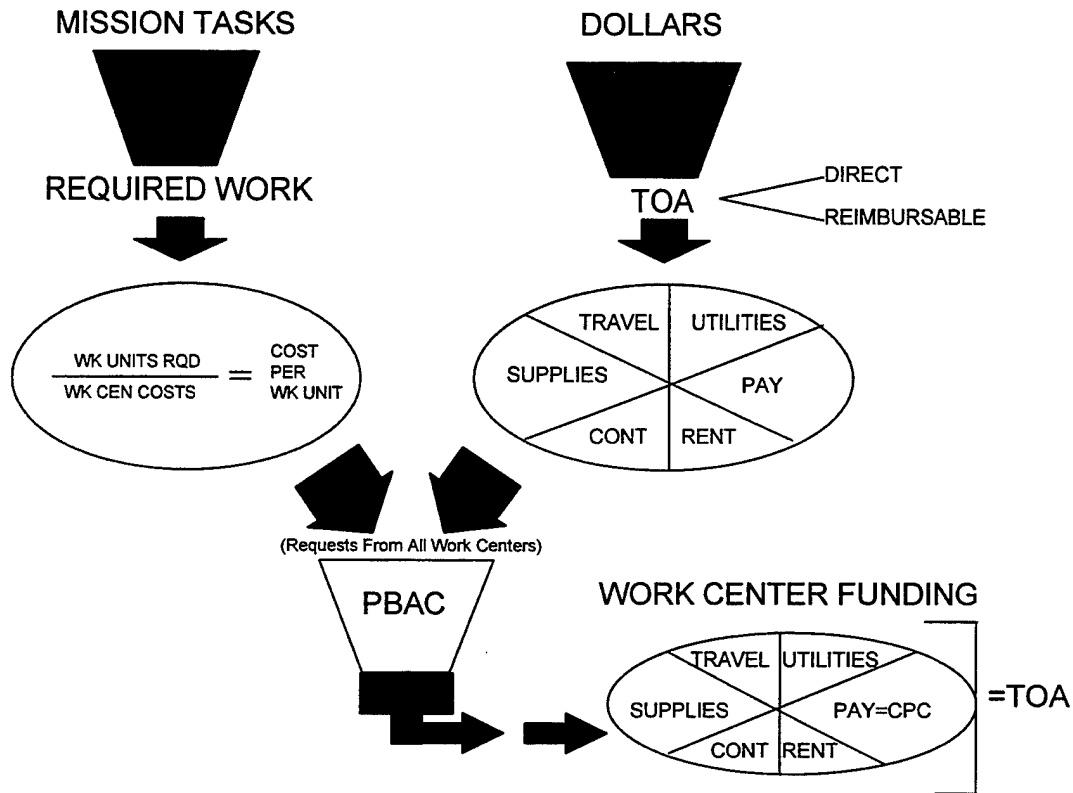 MISSION TASKS
DOLLARS
REQUIRED WORK
TOA
DIRECT
REIMBURSABLE
WK UNITS RQD
WK CEN COSTS
=
COST
PER
WK UNIT
TRAVEL
UTILITIES
SUPPLIES
PAY
CONT
RENT
(Requests From All Work Centers)
PBAC
WORK CENTER FUNDING
TRAVEL
UTILITIES
SUPPLIES
PAY=CPC
CONT
RENT
=TOA